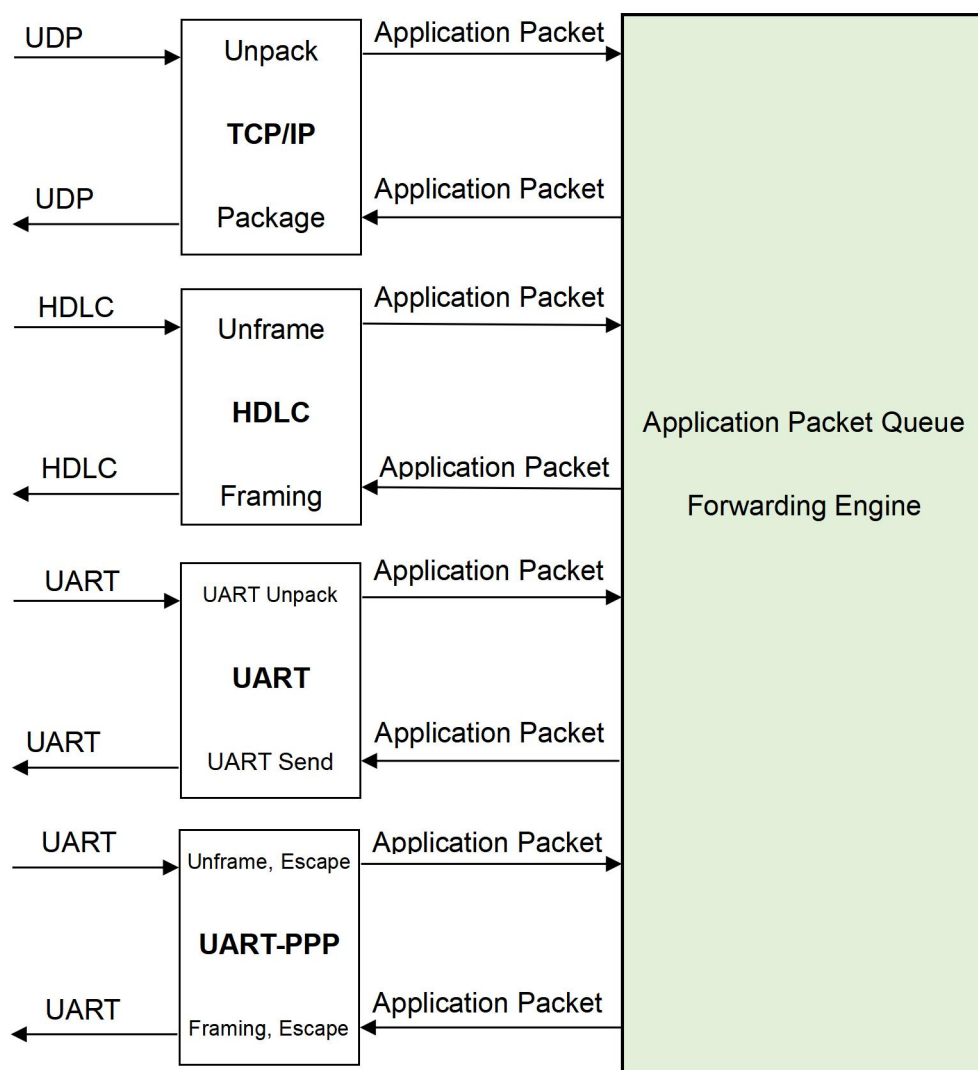 UDP
Unpack
Application Packet
TCP/IP
UDP
Package
Application Packet
HDLC
Unframe
Application Packet
HDLC
HDLC
Framing
Application Packet
Application Packet Queue
Forwarding Engine
UART
UART Unpack
Application Packet
UART
UART
UART Send
Application Packet
UART
Unframe, Escape
Application Packet
UART-PPP
UART
Framing, Escape
Application Packet